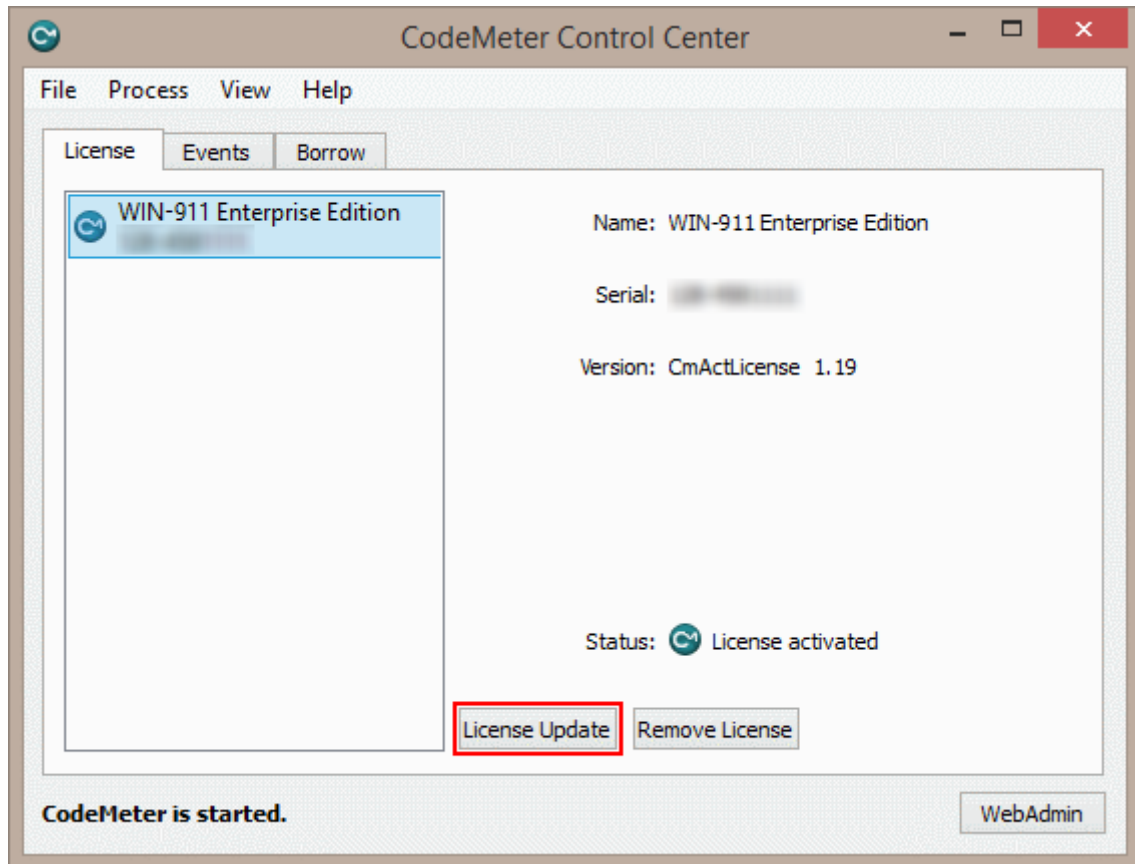 CodeMeter Control Center
File Process View Help
License Events Borrow
WIN-911 Enterprise Edition
Name: WIN-911 Enterprise Edition
Serial:
Version: CmActLicense 1.19
Status: License activated
License Update Remove License
CodeMeter is started. WebAdmin